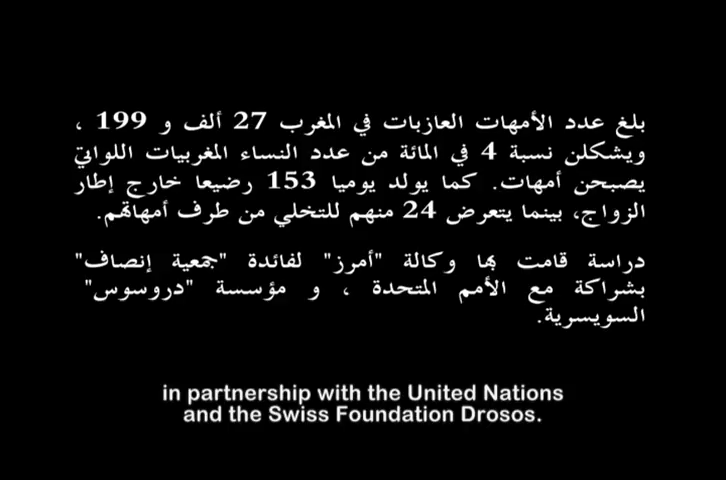 بلغ عدد الأمهات العازبات في المغرب 27 ألف و 199 ،
ويشكلن نسبة 4 في المائة من عدد النساء المغربيات اللواتي
يصبحن أمهات. كما يولد يوميا 153 رضيعا خارج إطار
الزواج، بينما يتعرض 24 منهم للتخلي من طرف أمهاتهم.
دراسة قامت بها وكالة "أمرز" لفائدة "جمعية إنصاف"
بشراكة مع الأمم المتحدة ، و مؤسسة "دروسوس"
السويسرية.
in partnership with the United Nations
and the Swiss Foundation Drosos.